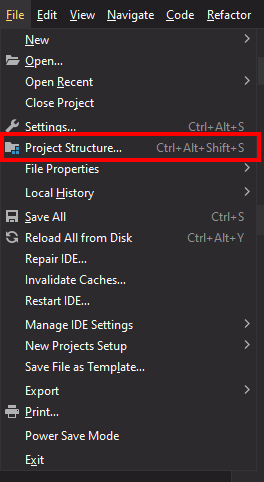 File Edit View Navigate Code Refactor
New
Open...
Open Recent
Close Project
Settings... Ctrl+Alt+S
Project Structure... Ctrl+Alt+Shift+S
File Properties
Local History
Save All Ctrl+S
Reload All from Disk Ctrl+Alt+Y
Repair IDE...
Invalidate Caches...
Restart IDE...
Manage IDE Settings
New Projects Setup
Save File as Template...
Export
Print...
Power Save Mode
Exit